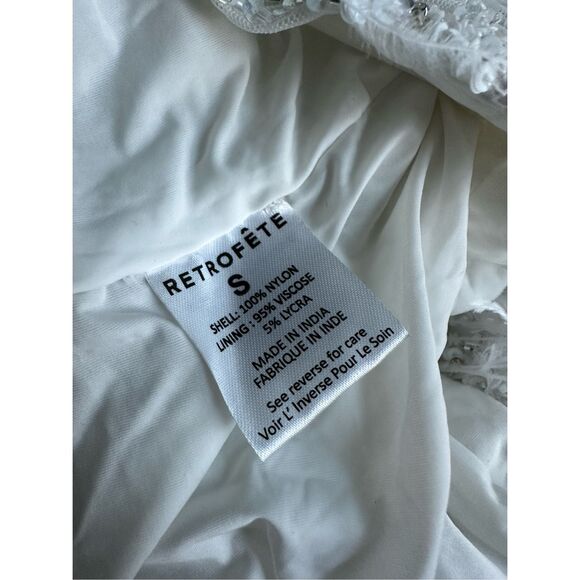 RETROFÊTE
S
SHELL: 100% NYLON
LINING : 95% VISCOSE
5% LYCRA
MADE IN INDIA
FABRIQUE IN INDE
See reverse for care
Voir L' Inverse Pour Le Soin